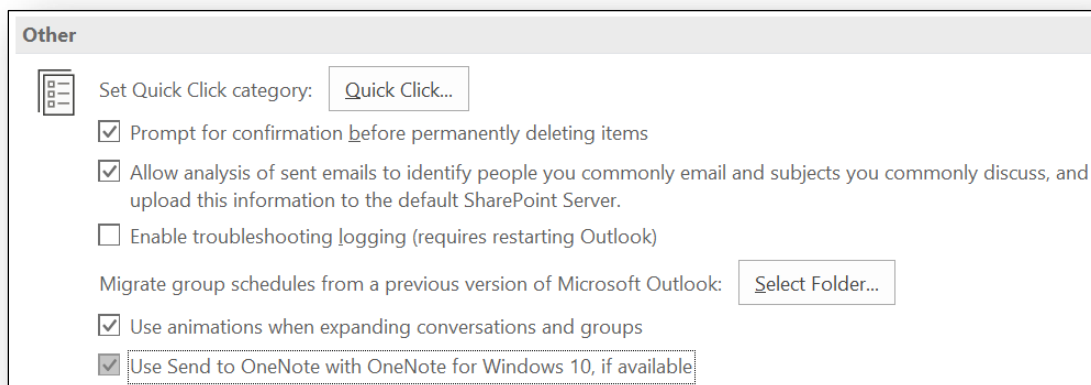 Other
Set Quick Click category: Quick Click...
Prompt for confirmation before permanently deleting items
Allow analysis of sent emails to identify people you commonly email and subjects you commonly discuss, and
upload this information to the default SharePoint Server.
Enable troubleshooting logging (requires restarting Outlook)
Migrate group schedules from a previous version of Microsoft Outlook: Select Folder...
Use animations when expanding conversations and groups
Use Send to OneNote with OneNote for Windows 10, if available